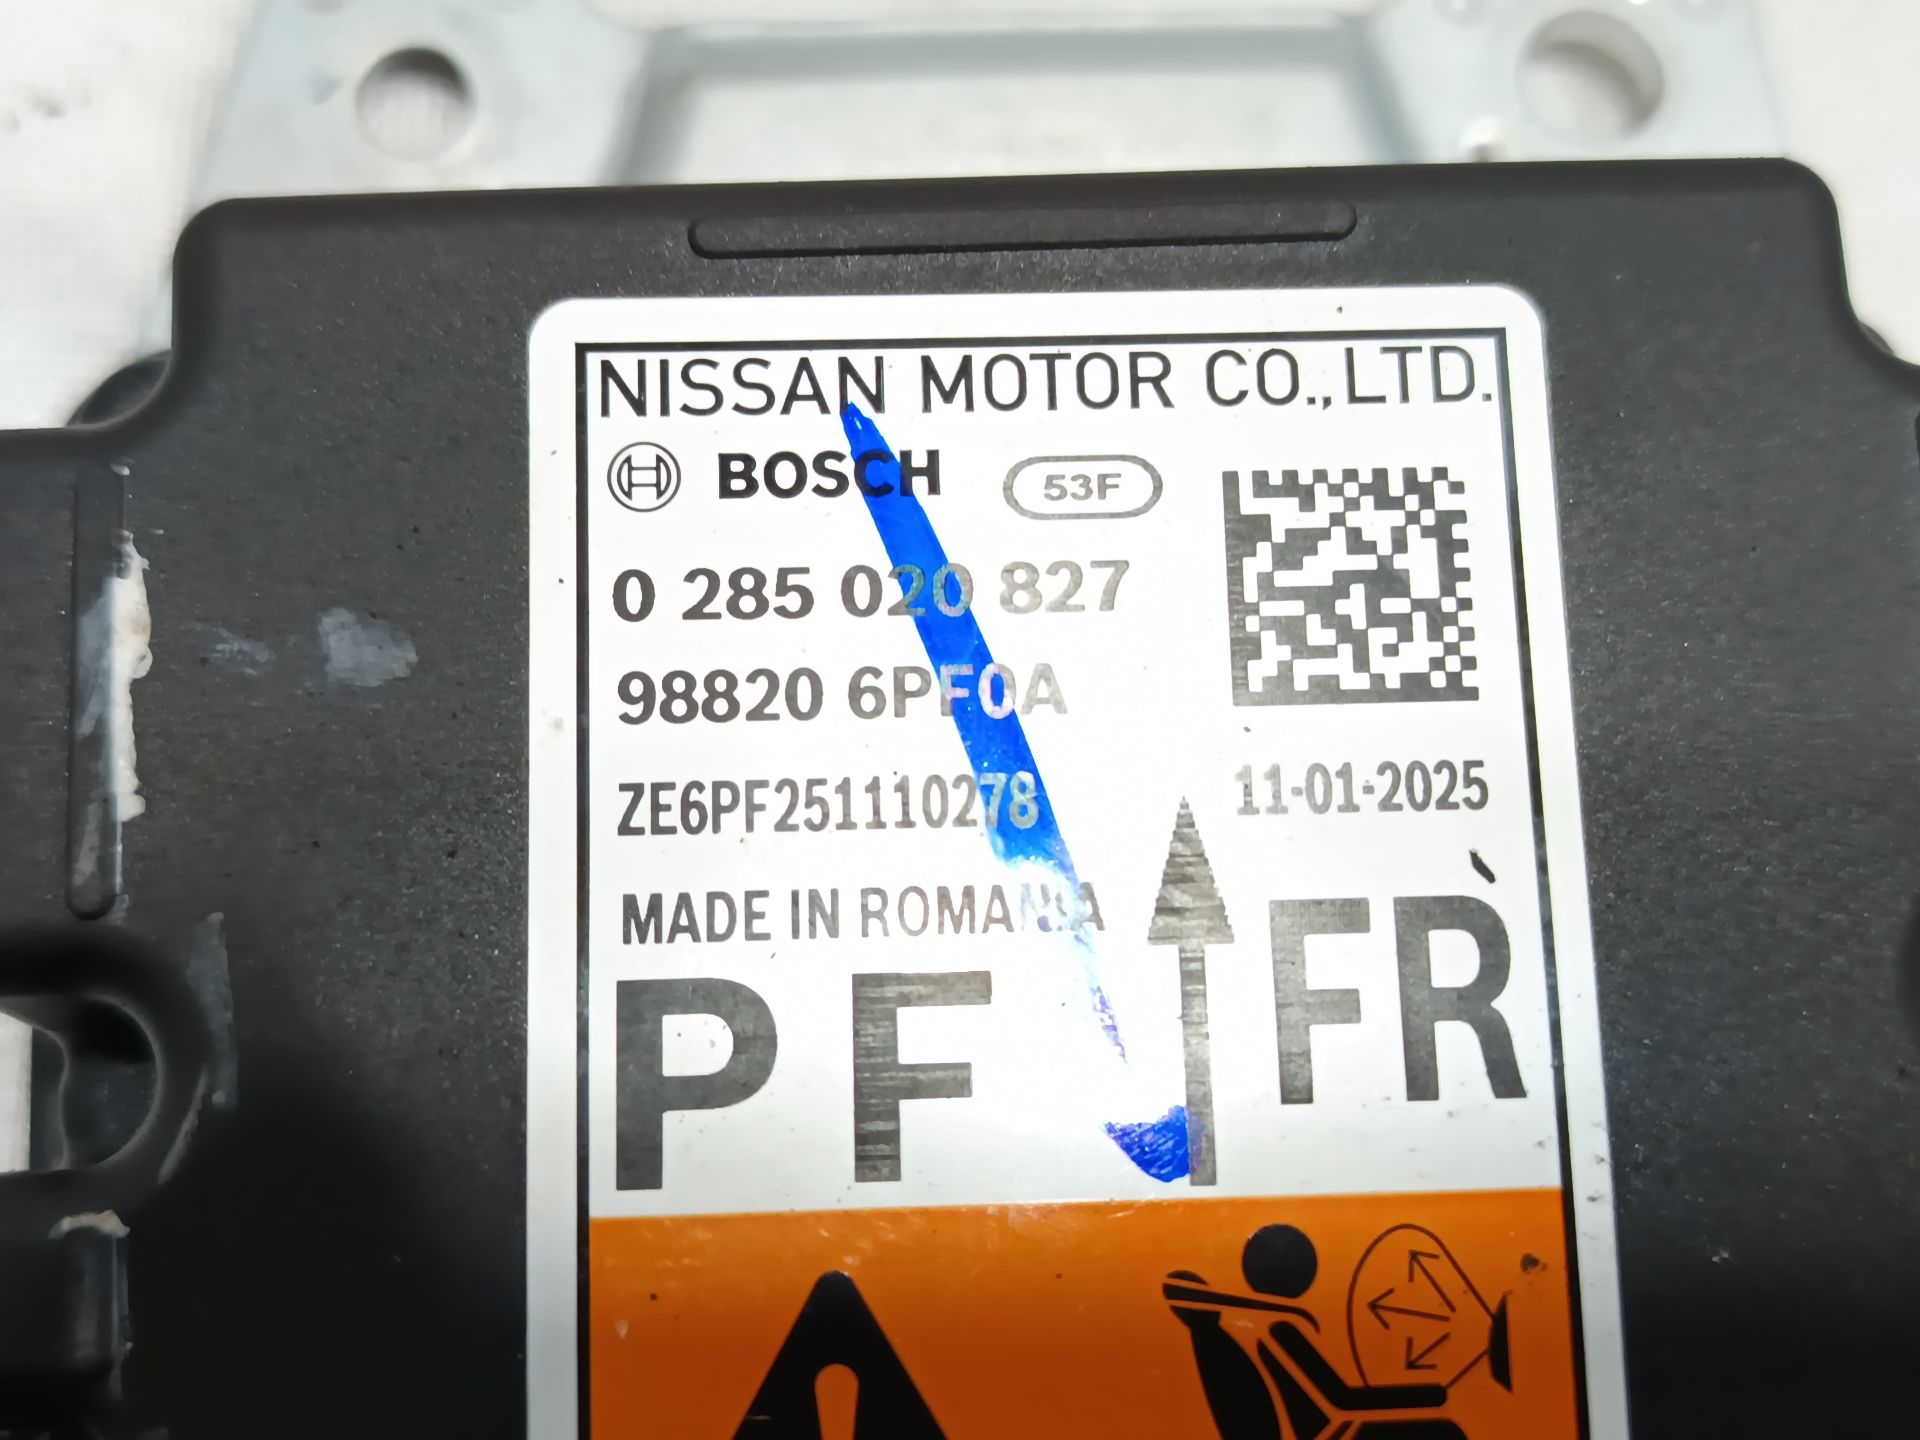 NISSAN MOTOR CO.,LTD.
BOSCH 53F
0 285 020 827
98820 6PF0A
ZE6PF251110278 11-01-2025
MADE IN ROMANIA
PF FR